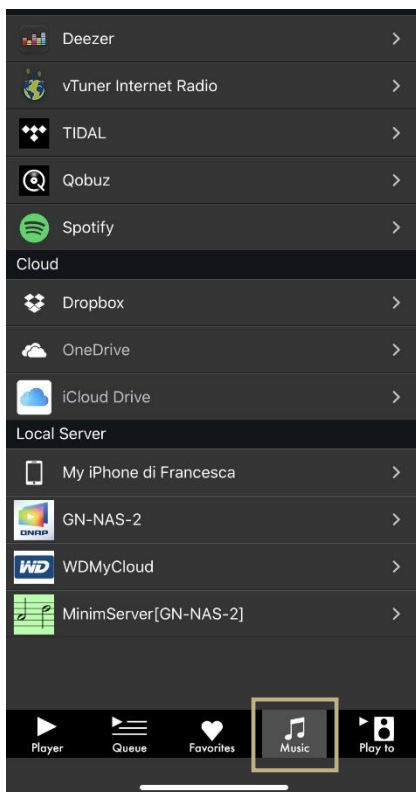 Deezer
vTuner Internet Radio
TIDAL
Qobuz
Spotify
Cloud
Dropbox
OneDrive
iCloud Drive
Local Server
My iPhone di Francesca
GN-NAS-2
DNAP
WD
WDMyCloud
MinimServer[GN-NAS-2]
Player
Queue
Favorites
Music
Play to